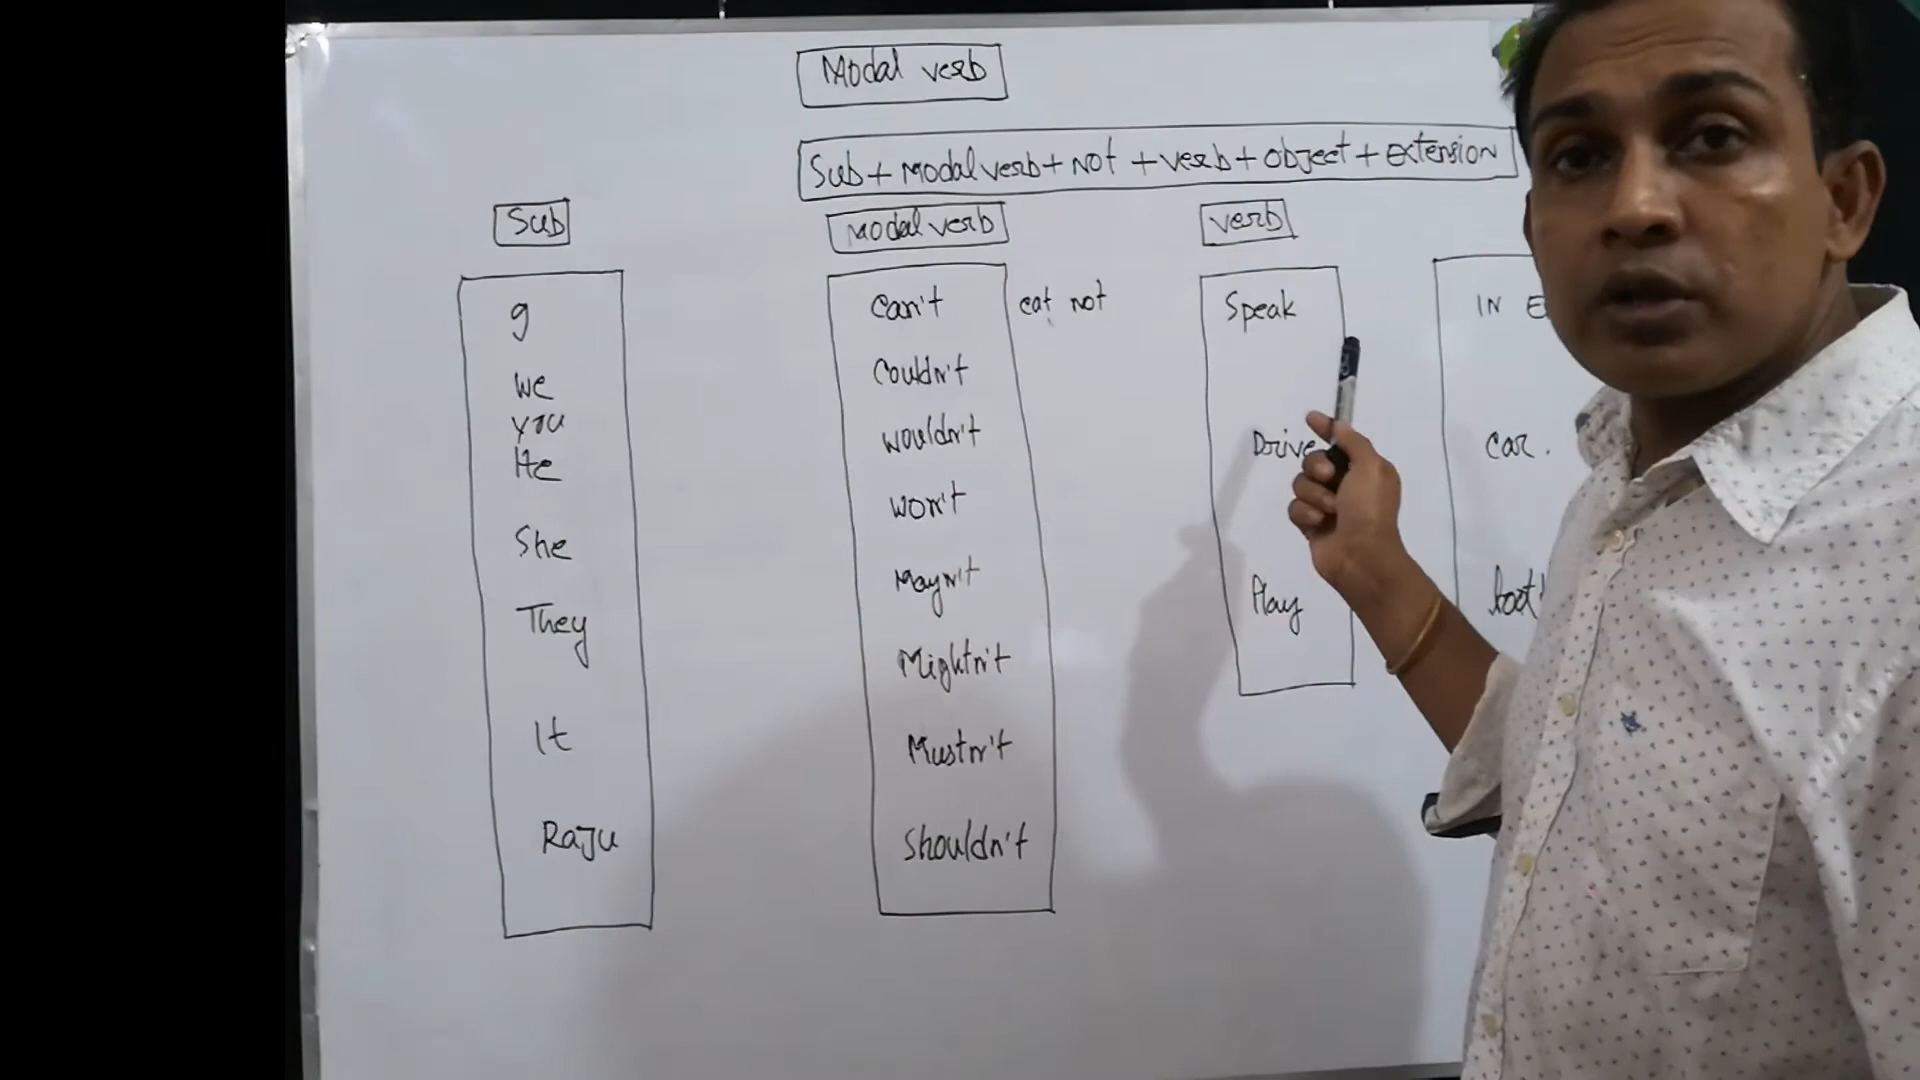 Modal verb
Sub + Modal verb + Not + verb + object + extension
Sub
Modal verb
verb
I
We
you
He
She
They
It
Raju
Can't
Couldn't
wouldn't
won't
Mayn't
Mightn't
Mustn't
Shouldn't
cat not
Speak
Drive
Play
IN E
car.